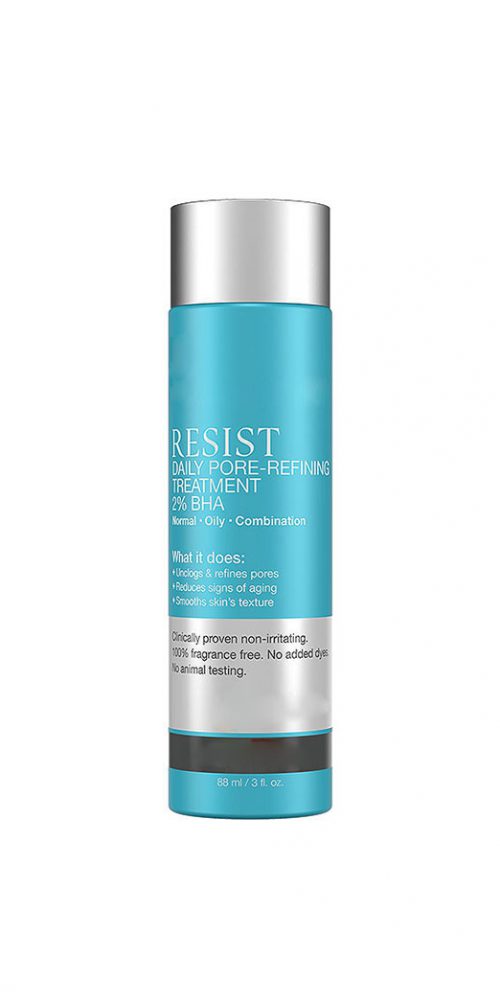 RESIST
DAILY PORE-REFINING
TREATMENT
2% BHA
Normal • Oily • Combination
What it does:
+Unclogs & refines pores
+Reduces signs of aging
+Smooths skin's texture
Clinically proven non-irritating.
100% fragrance free. No added dyes.
No animal testing.
88 ml / 3 fl. oz.